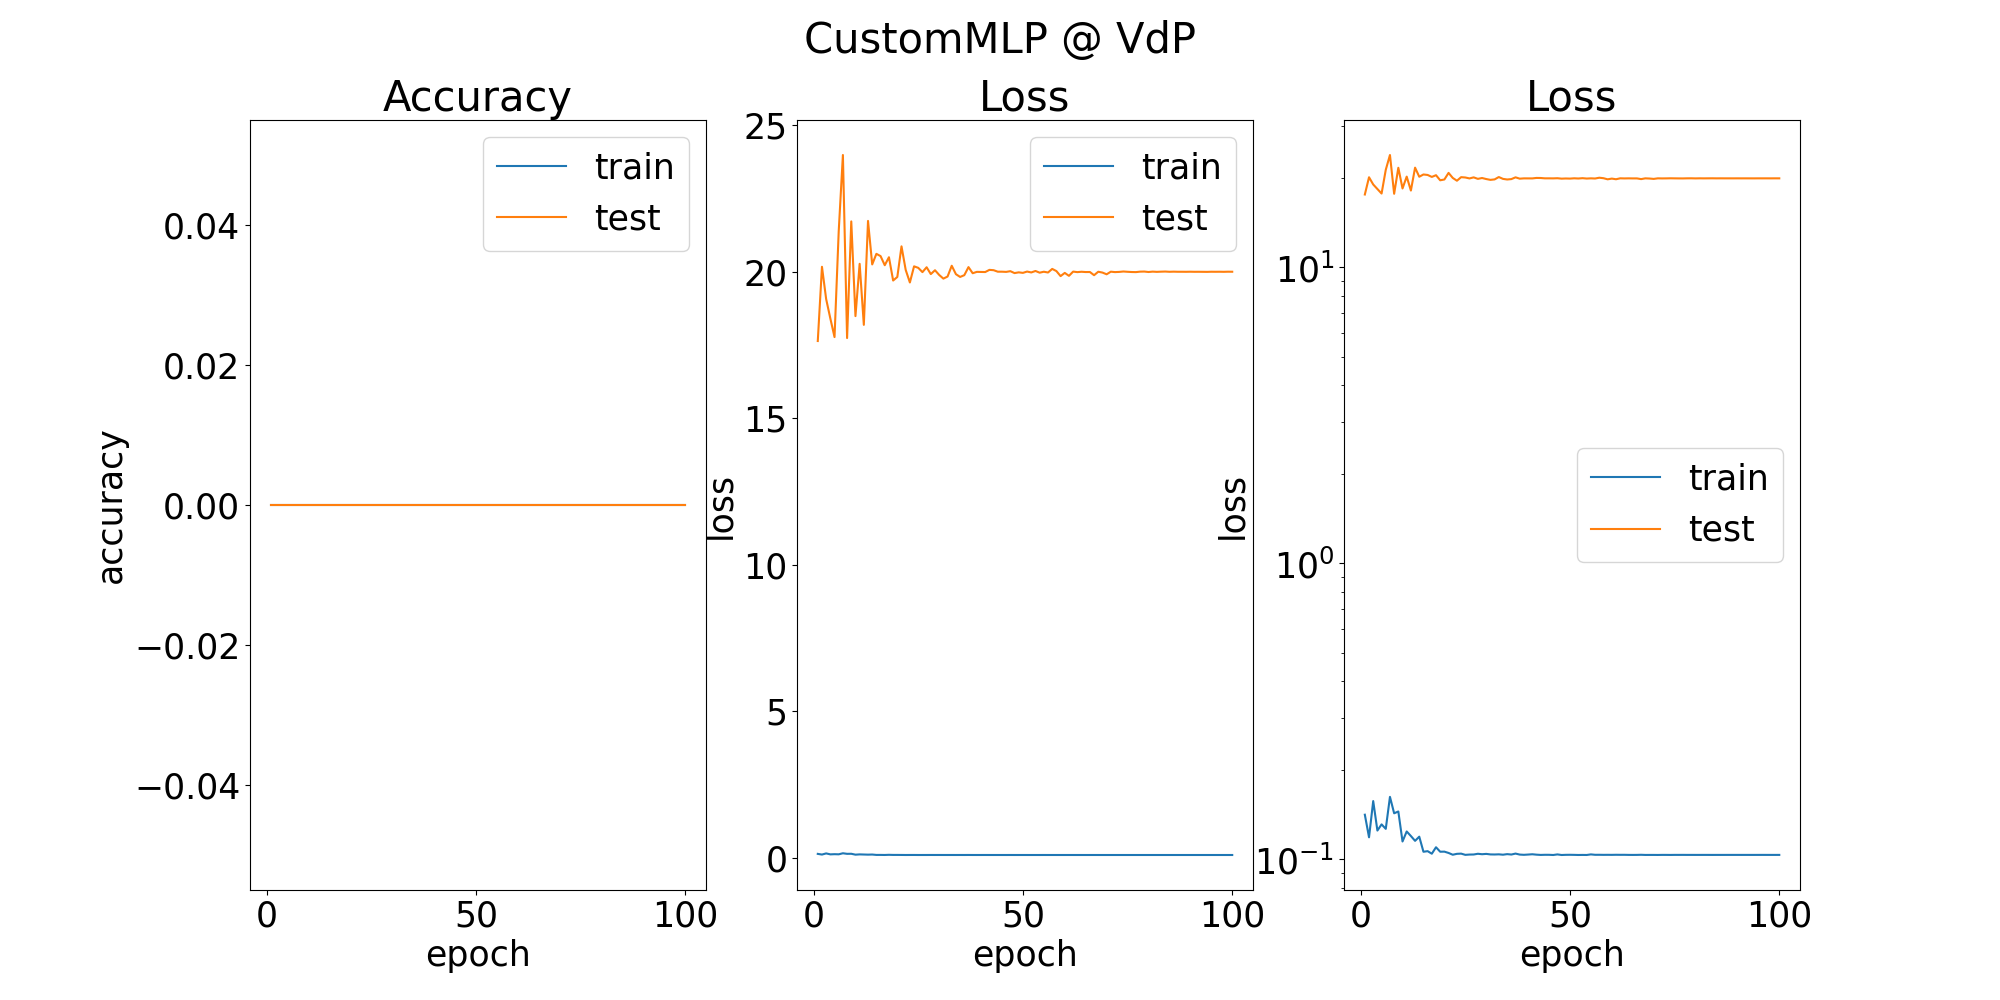 CustomMLP @ VdP
Accuracy
accuracy
0.04
0.02
0.00
−0.02
−0.04
train
test
0
50
100
epoch
Loss
loss
25
20
15
10
5
0
train
test
0
50
100
epoch
Loss
loss
10¹
10⁰
10⁻¹
train
test
0
50
100
epoch